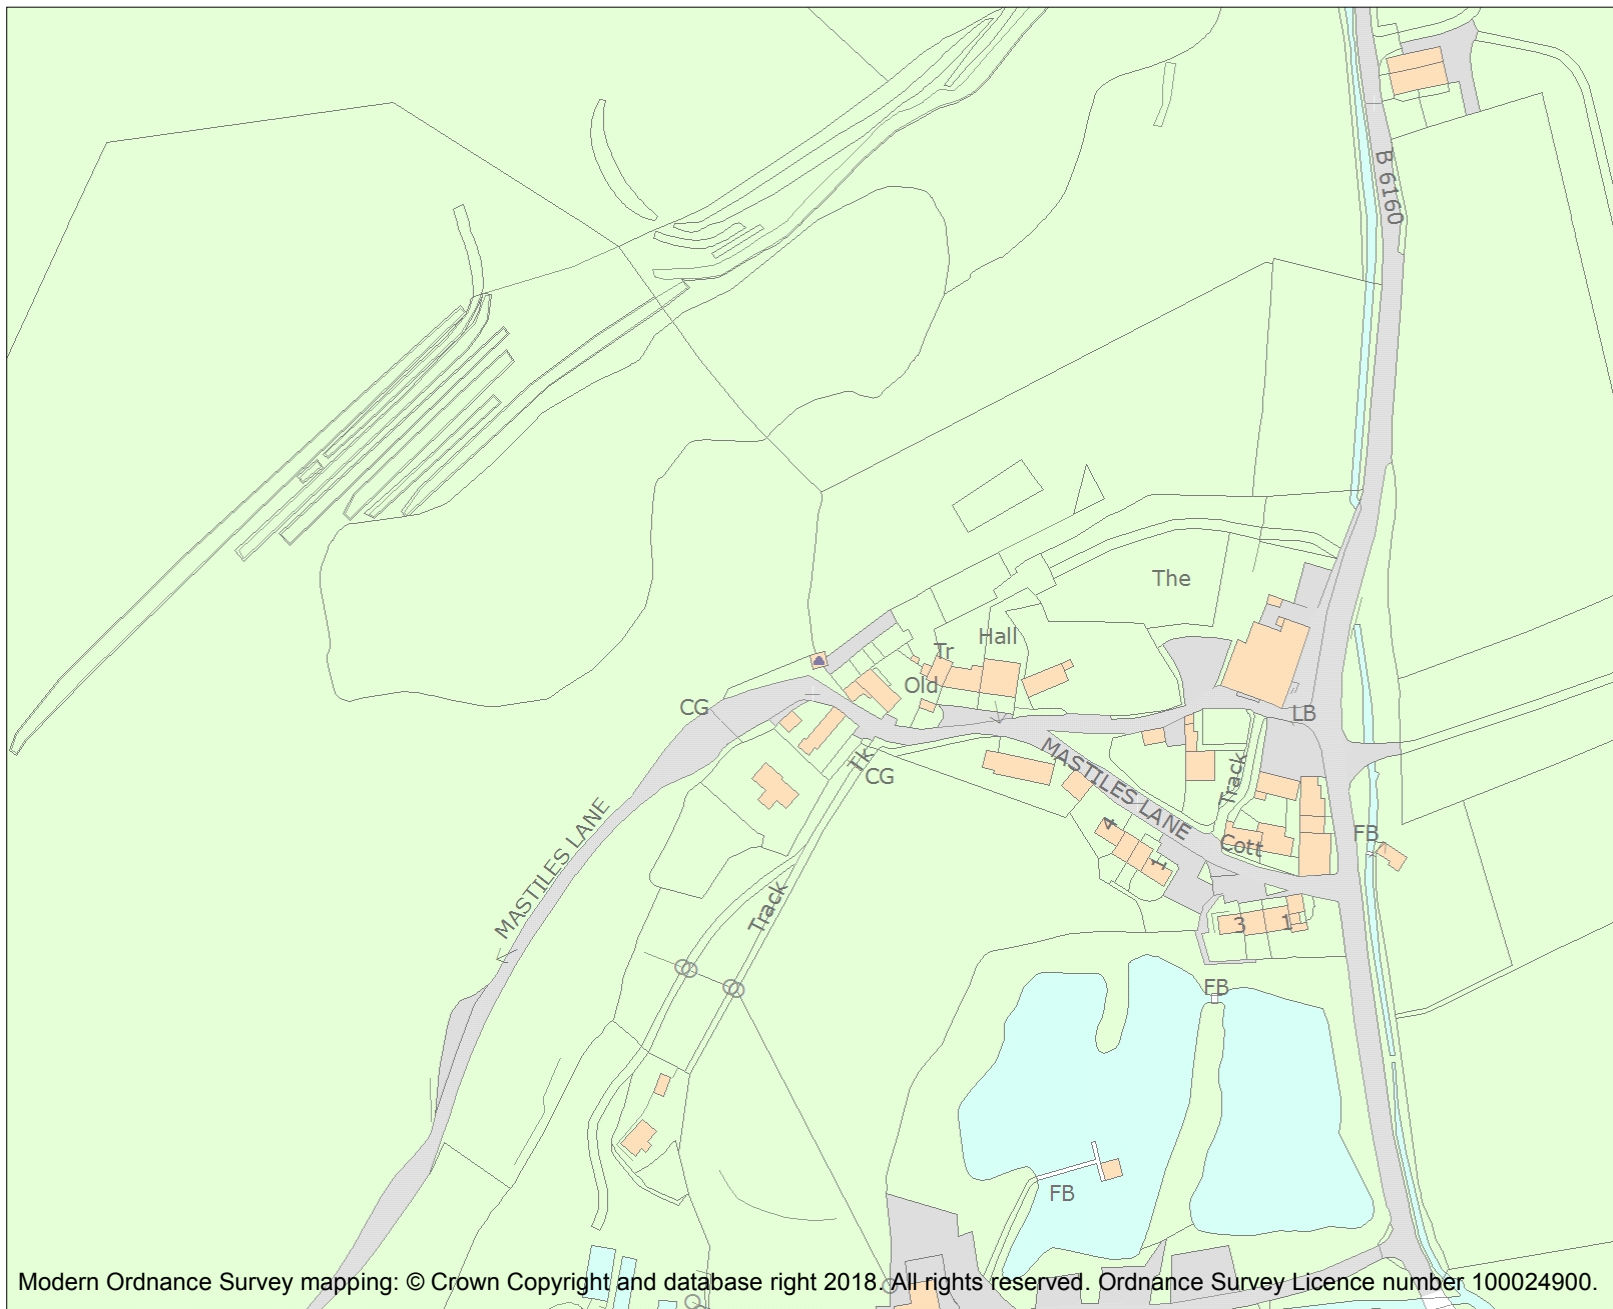 B 6160
The
Hall
Tr
Old
CG
LB
Tk
CG
MASTILES LANE
Track
4
1
Cott
FB
MASTILES LANE
Track
3
1
FB
FB
Modern Ordnance Survey mapping: © Crown Copyright and database right 2018. All rights reserved. Ordnance Survey Licence number 100024900.